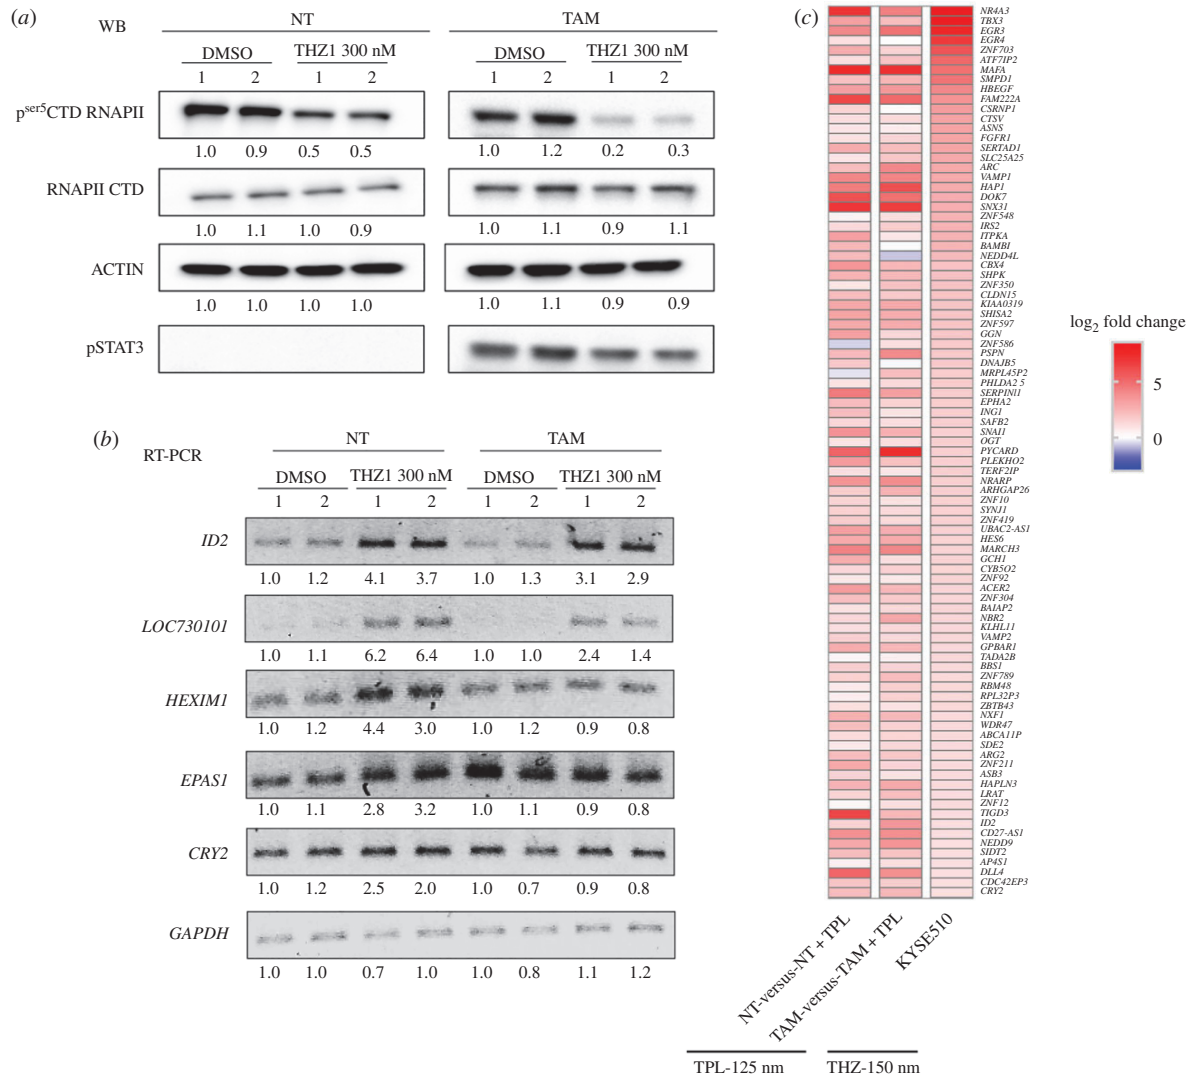 (a)
WB
NT
TAM
DMSO
THZ1 300 nM
DMSO
THZ1 300 nM
1 2 1 2 1 2 1 2
pser5CTD RNAPII
1.0 0.9 0.5 0.5 1.0 1.2 0.2 0.3
RNAPII CTD
1.0 1.1 1.0 0.9 1.0 1.1 0.9 1.1
ACTIN
1.0 1.0 1.0 1.0 1.0 1.1 0.9 0.9
pSTAT3
(b)
RT-PCR
NT
TAM
DMSO
THZ1 300 nM
DMSO
THZ1 300 nM
1 2 1 2 1 2 1 2
ID2
1.0 1.2 4.1 3.7 1.0 1.3 3.1 2.9
LOC730101
1.0 1.1 6.2 6.4 1.0 1.0 2.4 1.4
HEXIM1
1.0 1.2 4.4 3.0 1.0 1.2 0.9 0.8
EPAS1
1.0 1.1 2.8 3.2 1.0 1.1 0.9 0.8
CRY2
1.0 1.2 2.5 2.0 1.0 0.7 0.9 0.8
GAPDH
1.0 1.0 0.7 1.0 1.0 0.8 1.1 1.2
(c)
NR4A3
TBX3
EGR3
EGR4
ZNF703
ATF7IP2
MAFA
SMPD1
HBEGF
FAM222A
CSRNP1
CTSV
ASNS
FGFR1
SERTAD1
SLC25A25
ARC
VAMP1
HAP1
DOK7
SNX31
ZNF548
IRS2
ITPKA
BAMBI
NEDD4L
CBX4
SHPK
ZNF350
CLDN15
KIAA0319
SHISA2
ZNF597
GGN
ZNF586
PSPN
DNAJB5
MRPL45P2
PHLDA2 5
SERPINI1
EPHA2
ING1
SAFB2
SNAI1
OGT
PYCARD
PLEKHO2
TERF2IP
NRARP
ARHGAP26
ZNF10
SYNJ1
ZNF419
UBAC2-AS1
HES6
MARCH3
GCH1
CYB5O2
ZNF92
ACER2
ZNF304
BAIAP2
NBR2
KLHL11
VAMP2
GPBAR1
TADA2B
BBS1
ZNF789
RBM48
RPL32P3
ZBTB43
NXF1
WDR47
ABCA11P
SDE2
ARG2
ZNF211
ASB3
HAPLN3
LRAT
ZNF12
TIGD3
ID2
CD27-AS1
NEDD9
SIDT2
AP4S1
DLL4
CDC42EP3
CRY2
log2 fold change
5
0
NT-versus-NT + TPL
TAM-versus-TAM + TPL
KYSE510
TPL-125 nm
THZ-150 nm